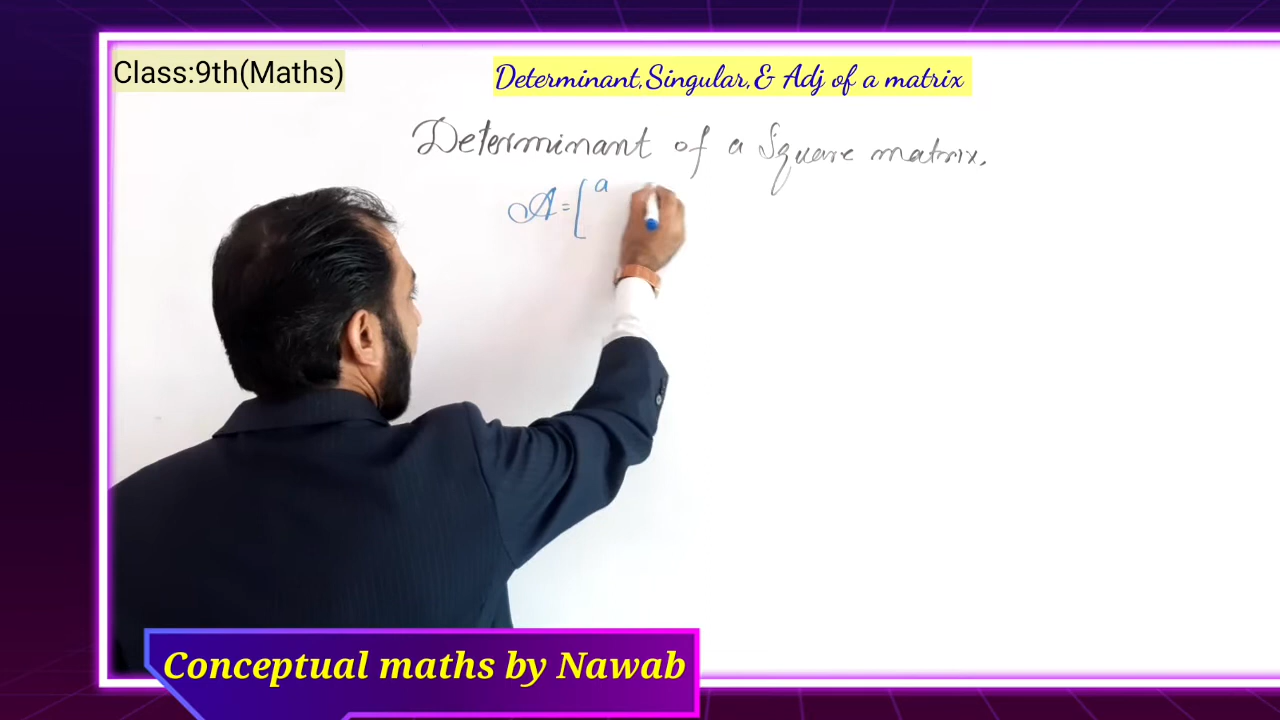 Class:9th(Maths)
Determinant,Singular,& Adj of a matrix
Determinant of a Square matrix.
A=[ a
Conceptual maths by Nawab